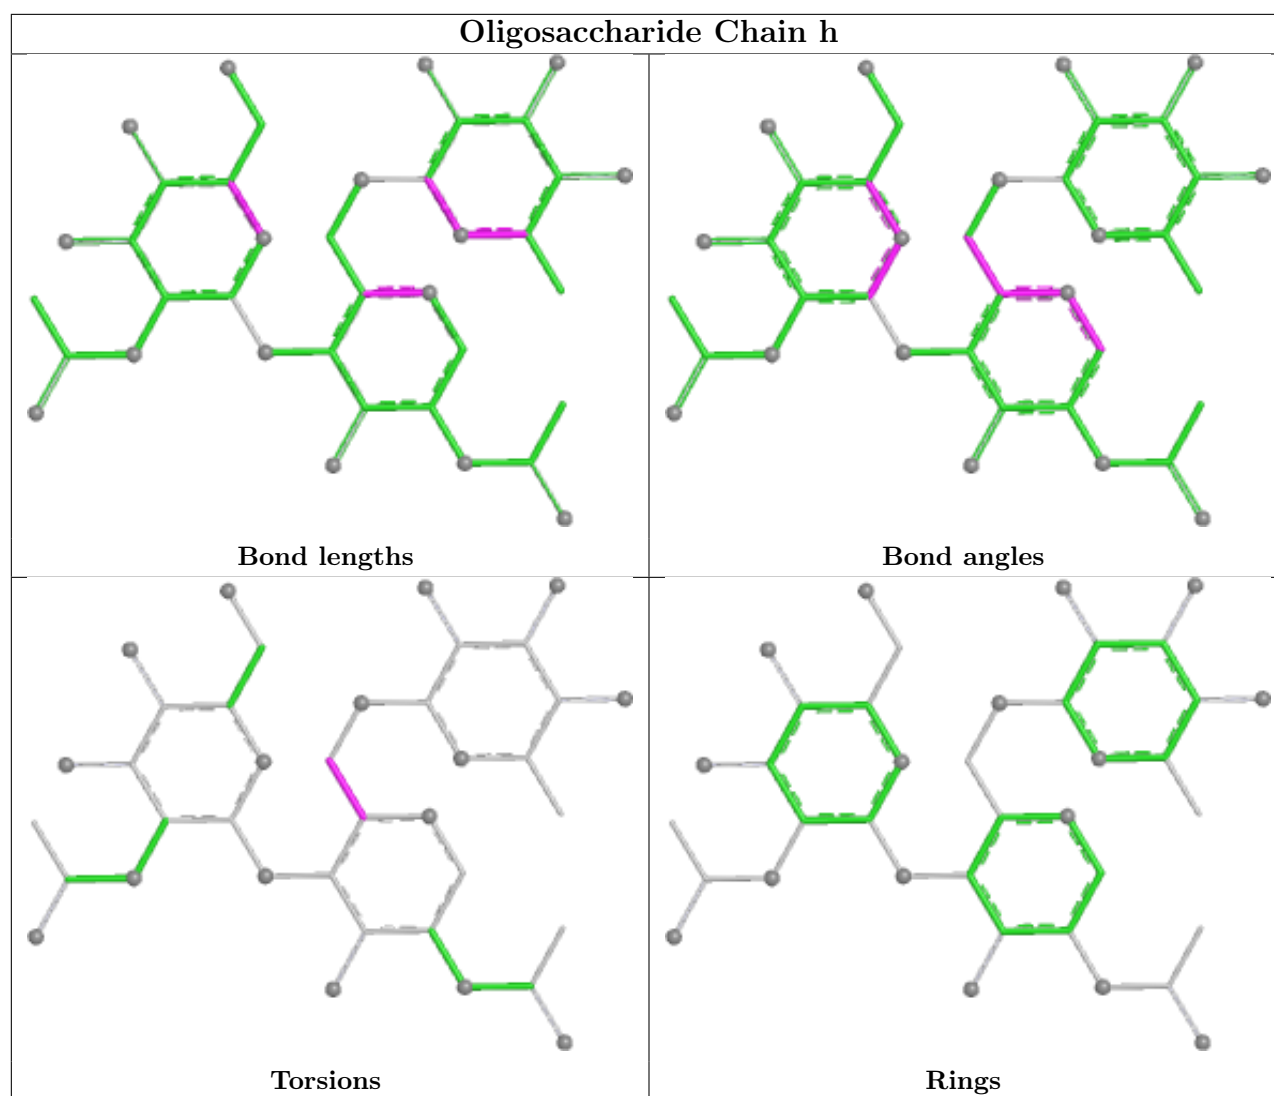 Oligosaccharide Chain h
Bond lengths
Bond angles
Torsions
Rings